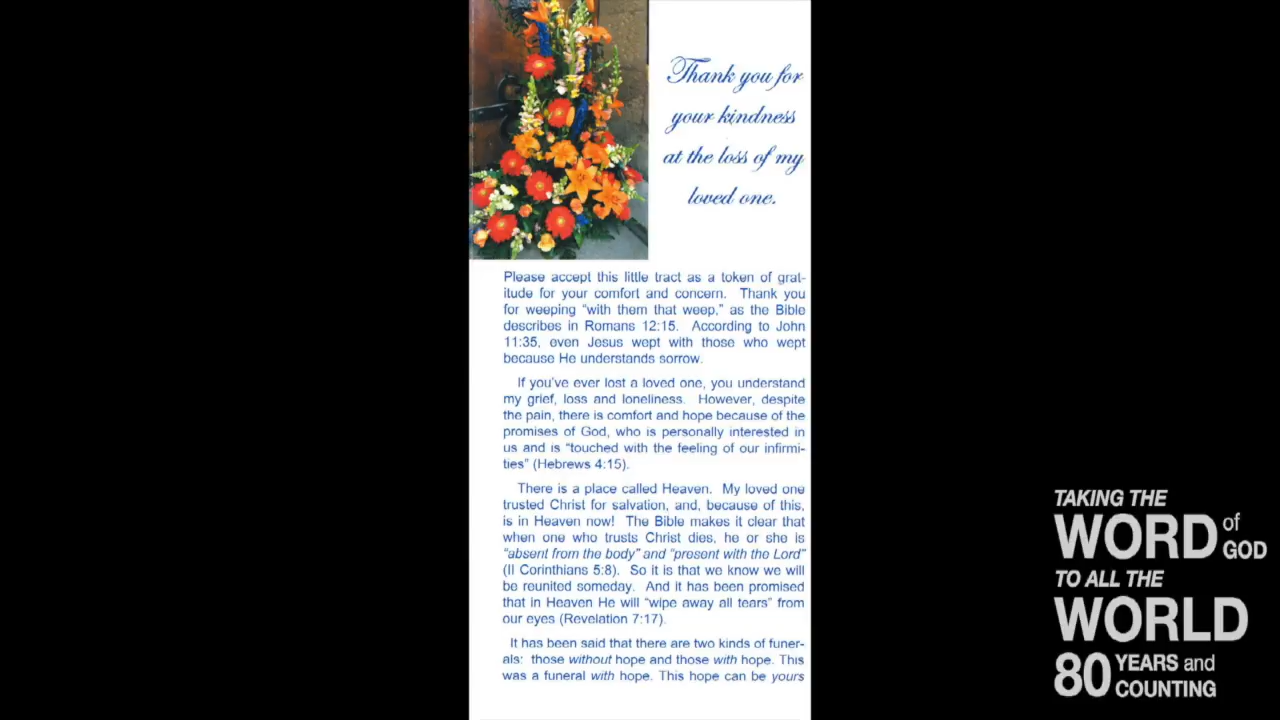 Thank you for
your kindness
at the loss of my
loved one.
Please accept this little tract as a token of grat-
itude for your comfort and concern. Thank you
for weeping “with them that weep,” as the Bible
describes in Romans 12:15. According to John
11:35, even Jesus wept with those who wept
because He understands sorrow.
If you’ve ever lost a loved one, you understand
my grief, loss and loneliness. However, despite
the pain, there is comfort and hope because of the
promises of God, who is personally interested in
us and is “touched with the feeling of our infirmi-
ties” (Hebrews 4:15).
There is a place called Heaven. My loved one
trusted Christ for salvation, and, because of this,
is in Heaven now! The Bible makes it clear that
when one who trusts Christ dies, he or she is
“absent from the body” and “present with the Lord”
(II Corinthians 5:8). So it is that we know we will
be reunited someday. And it has been promised
that in Heaven He will “wipe away all tears” from
our eyes (Revelation 7:17).
It has been said that there are two kinds of funer-
als: those without hope and those with hope. This
was a funeral with hope. This hope can be yours
TAKING THE
WORD of GOD
TO ALL THE
WORLD
80 YEARS and
COUNTING